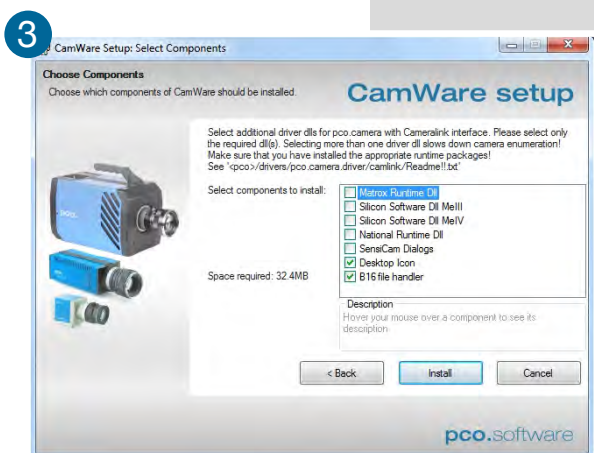 3
CamWare Setup: Select Components
Choose Components
Choose which components of CamWare should be installed.
CamWare setup
Select additional driver dlls for pco.camera with Cameralink interface. Please select only
the required dll(s). Selecting more than one driver dll slows down camera enumeration!
Make sure that you have installed the appropriate runtime packages!
See '<pco>/drivers/pco.camera.driver/camlink/Readme!!.txt'
Select components to install:
Matrox Runtime Dll
Silicon Software Dll MeIII
Silicon Software Dll MeIV
National Runtime Dll
SensiCam Dialogs
Desktop Icon
B16 file handler
Space required: 32.4MB
Description
Hover your mouse over a component to see its
description.
< Back
Install
Cancel
pco.
pco.software